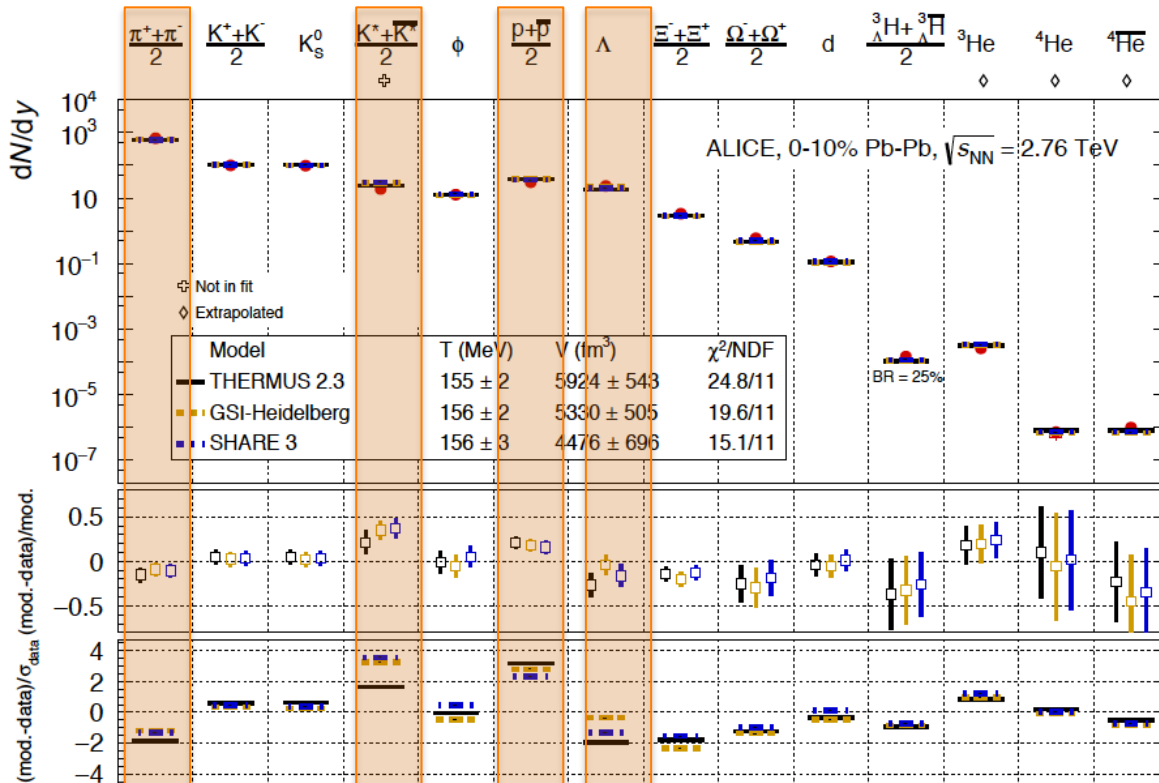 π⁺+π⁻/2 K⁺+K⁻/2 K⁰S K*+K̅*̅/2 φ p+p̅/2 Λ Ξ⁻+Ξ⁺/2 Ω⁻+Ω⁺/2 d ³ΛH+³ΛH̅/2 ³He ⁴He ⁴H̅e̅
dN/dy
10⁴
10³
ALICE, 0-10% Pb-Pb, √sNN = 2.76 TeV
10
10⁻¹
Not in fit
Extrapolated
10⁻³
Model T (MeV) V (fm³) χ²/NDF
10⁻⁴
BR = 25%
THERMUS 2.3 155 ± 2 5924 ± 543 24.8/11
10⁻⁵
GSI-Heidelberg 156 ± 2 5330 ± 505 19.6/11
SHARE 3 156 ± 3 4476 ± 696 15.1/11
10⁻⁷
(mod.-data)/mod.
0.5
0
−0.5
(mod.-data)/σdata
4
2
0
−2
−4